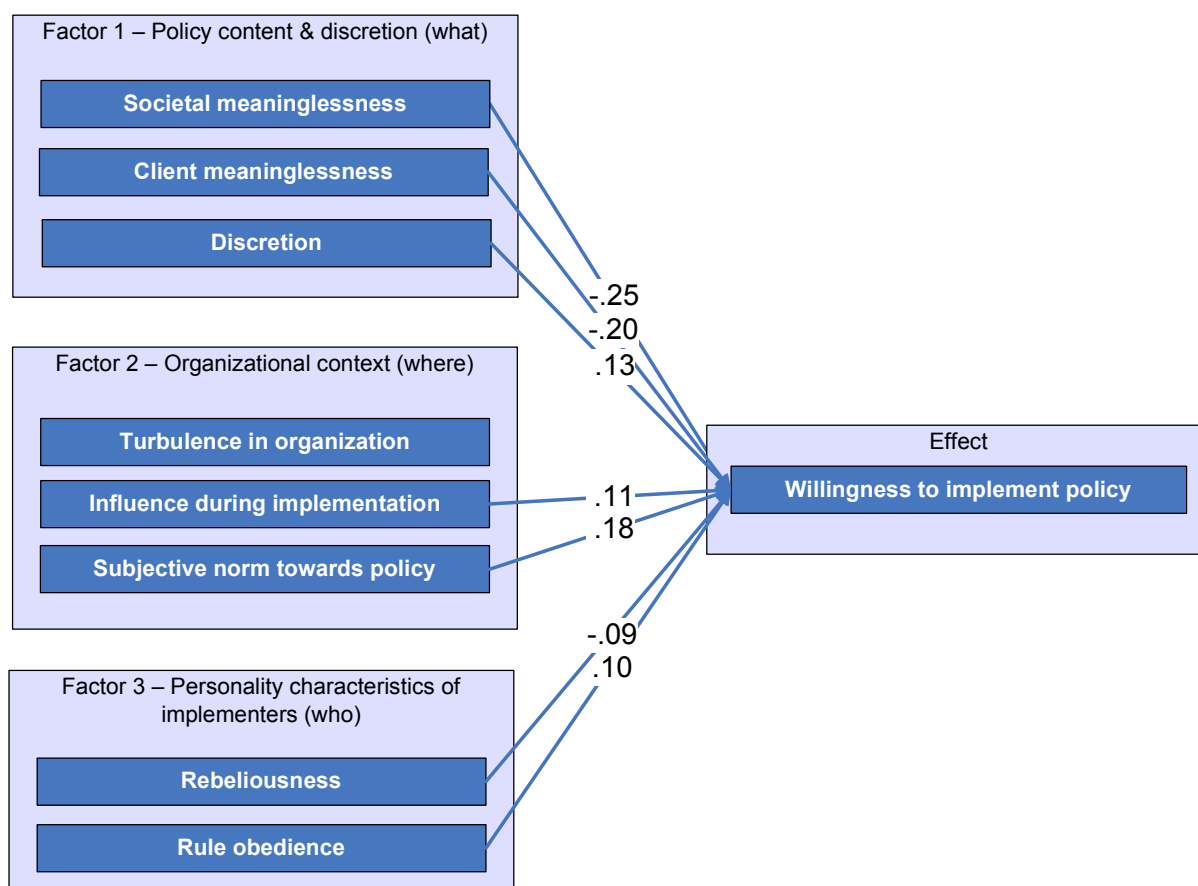 Factor 1 – Policy content & discretion (what)
Societal meaninglessness
Client meaninglessness
Discretion
-.25
-.20
.13
Factor 2 – Organizational context (where)
Turbulence in organization
Influence during implementation
Subjective norm towards policy
.11
.18
Effect
Willingness to implement policy
-.09
.10
Factor 3 – Personality characteristics of
implementers (who)
Rebeliousness
Rule obedience